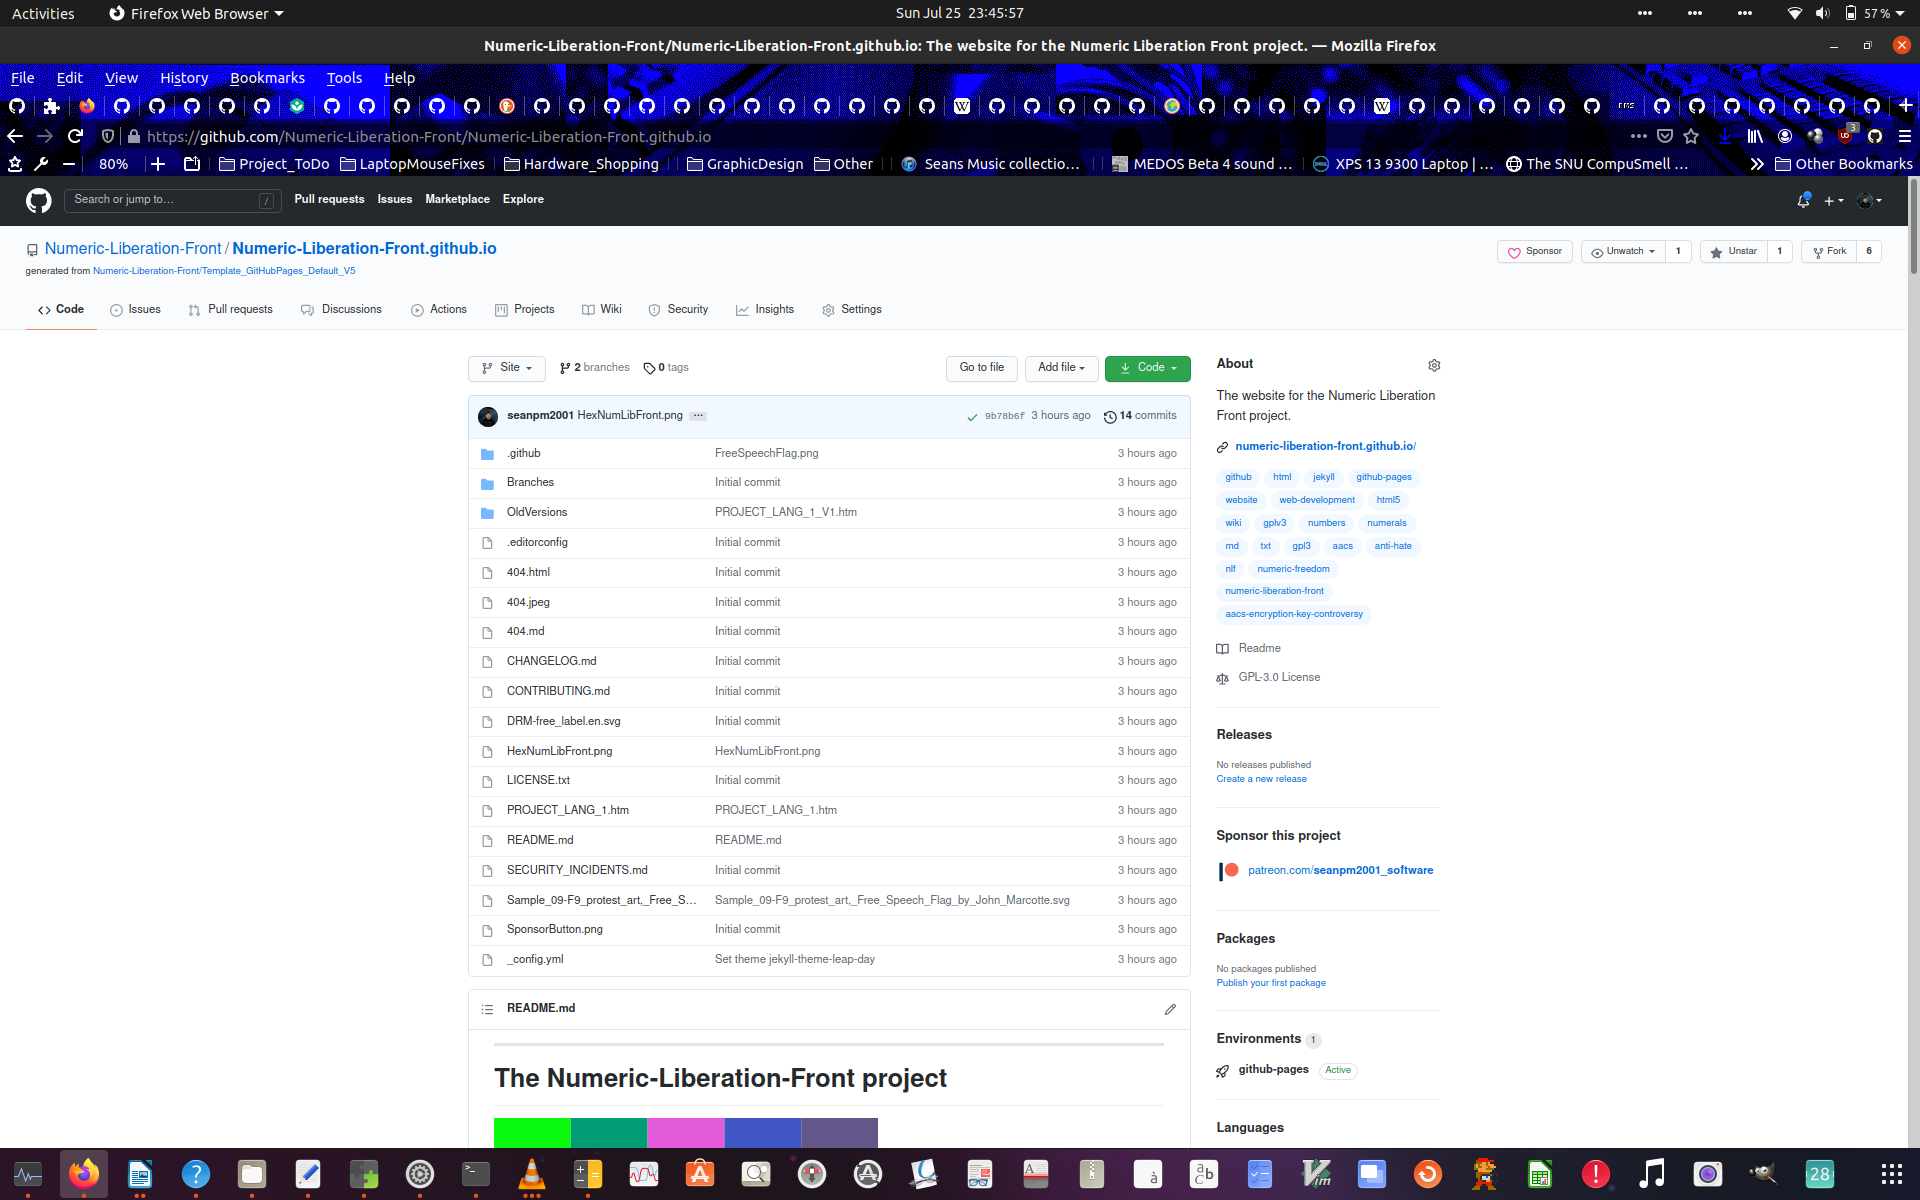 Activities Firefox Web Browser Sun Jul 25 23:45:57 57 %
Numeric-Liberation-Front/Numeric-Liberation-Front.github.io: The website for the Numeric Liberation Front project. — Mozilla Firefox
File Edit View History Bookmarks Tools Help
https://github.com/Numeric-Liberation-Front/Numeric-Liberation-Front.github.io 3
80% Project_ToDo LaptopMouseFixes Hardware_Shopping GraphicDesign Other Seans Music collectio… MEDOS Beta 4 sound … XPS 13 9300 Laptop | … The SNU CompuSmell … Other Bookmarks
Search or jump to… / Pull requests Issues Marketplace Explore
Numeric-Liberation-Front / Numeric-Liberation-Front.github.io Sponsor Unwatch 1 Unstar 1 Fork 6
generated from Numeric-Liberation-Front/Template_GitHubPages_Default_V5
Code Issues Pull requests Discussions Actions Projects Wiki Security Insights Settings
Site 2 branches 0 tags Go to file Add file Code
seanpm2001 HexNumLibFront.png ... 9b78b6f 3 hours ago 14 commits
.github FreeSpeechFlag.png 3 hours ago
Branches Initial commit 3 hours ago
OldVersions PROJECT_LANG_1_V1.htm 3 hours ago
.editorconfig Initial commit 3 hours ago
404.html Initial commit 3 hours ago
404.jpeg Initial commit 3 hours ago
404.md Initial commit 3 hours ago
CHANGELOG.md Initial commit 3 hours ago
CONTRIBUTING.md Initial commit 3 hours ago
DRM-free_label.en.svg Initial commit 3 hours ago
HexNumLibFront.png HexNumLibFront.png 3 hours ago
LICENSE.txt Initial commit 3 hours ago
PROJECT_LANG_1.htm PROJECT_LANG_1.htm 3 hours ago
README.md README.md 3 hours ago
SECURITY_INCIDENTS.md Initial commit 3 hours ago
Sample_09-F9_protest_art,_Free_S… Sample_09-F9_protest_art,_Free_Speech_Flag_by_John_Marcotte.svg 3 hours ago
SponsorButton.png Initial commit 3 hours ago
_config.yml Set theme jekyll-theme-leap-day 3 hours ago
README.md
The Numeric-Liberation-Front project
About
The website for the Numeric Liberation
Front project.
numeric-liberation-front.github.io/
github html jekyll github-pages
website web-development html5
wiki gplv3 numbers numerals
md txt gpl3 aacs anti-hate
nlf numeric-freedom
numeric-liberation-front
aacs-encryption-key-controversy
Readme
GPL-3.0 License
Releases
No releases published
Create a new release
Sponsor this project
patreon.com/seanpm2001_software
Packages
No packages published
Publish your first package
Environments 1
github-pages Active
Languages
28